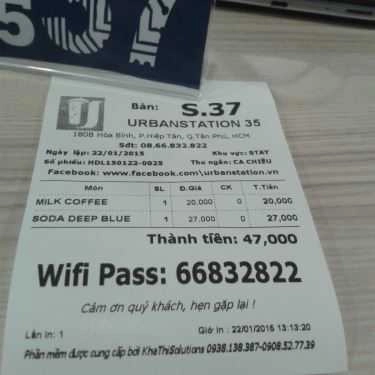 Bàn: S.37
URBANSTATION 35
180B Hòa Bình, P.Hiệp Tân, Q.Tân Phú, HCM
Sdt: 08.66.832.822
Ngày lập: 22/01/2015 Khu vực: STAY
Số phiếu: HDL150122-0025 Thu ngân: CA CHIỀU
Facebook: www.facebook.com\urbanstation.vn
Món SL Đ.Giá CK T.Tiền
MILK COFFEE 1 20,000 0 20,000
SODA DEEP BLUE 1 27,000 0 27,000
Thành tiền: 47,000
Wifi Pass: 66832822
Cảm ơn quý khách, hẹn gặp lại !
Lần in: 1 Giờ in : 22/01/2015 13:13:20
Phần mềm được cung cấp bởi KhaThiSolutions 0938.138.387-0908.52.77.39